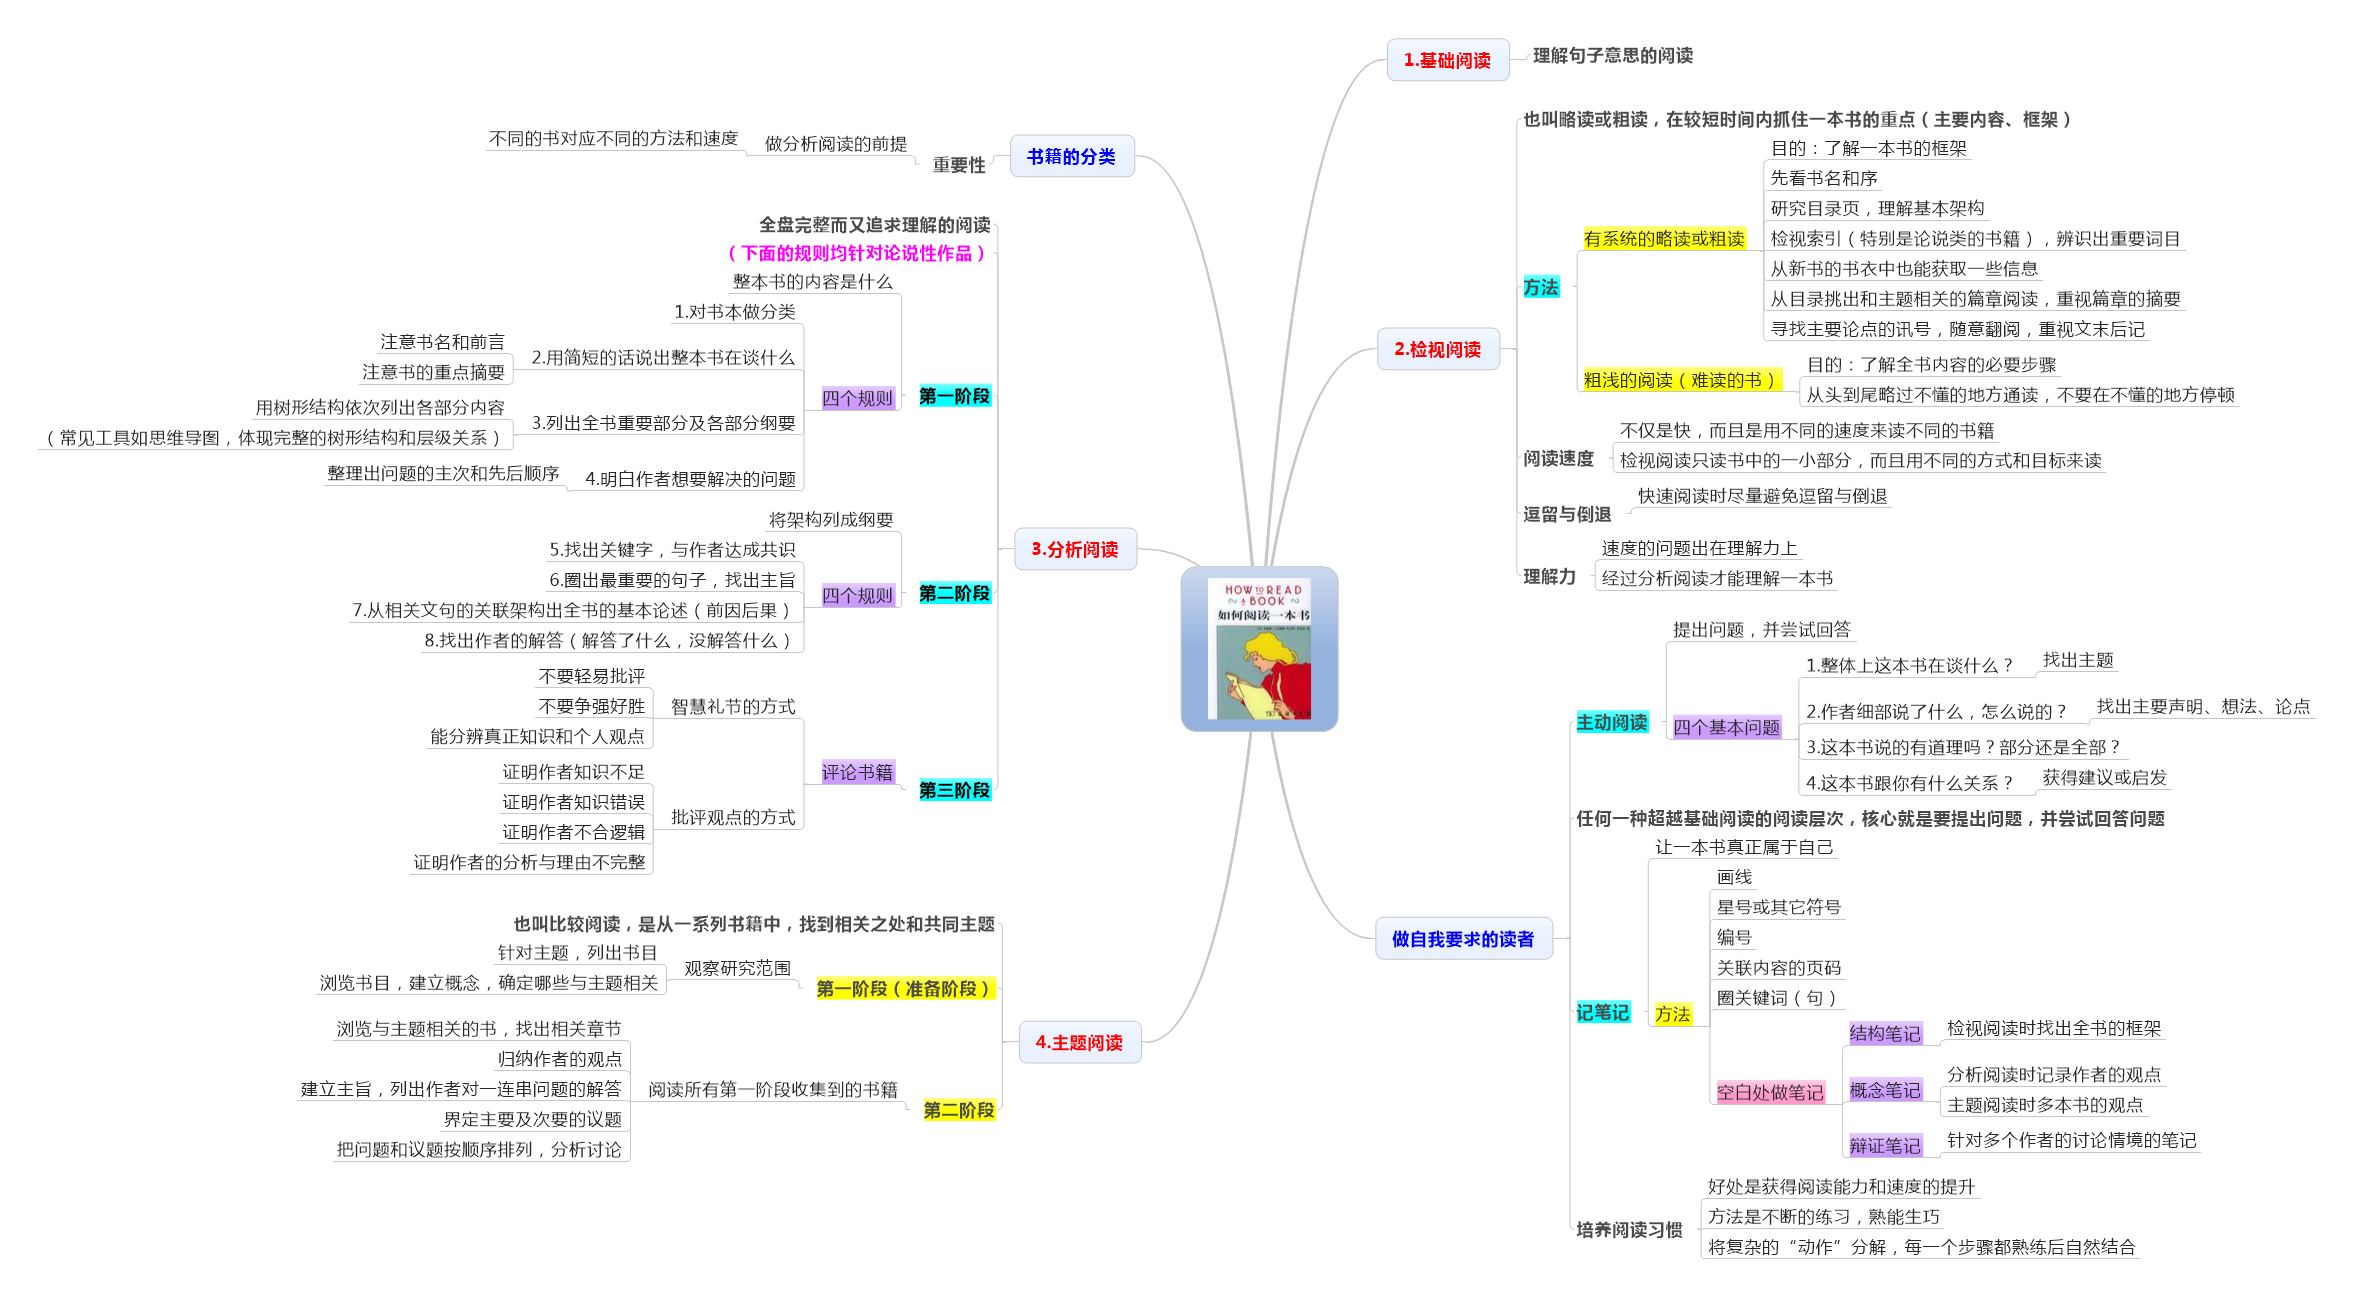 1.基础阅读
理解句子意思的阅读
2.检视阅读
也叫略读或粗读，在较短时间内抓住一本书的重点（主要内容、框架）
方法
有系统的略读或粗读
目的：了解一本书的框架
先看书名和序
研究目录页，理解基本架构
检视索引（特别是论说类的书籍），辨识出重要词目
从新书的书衣中也能获取一些信息
从目录挑出和主题相关的篇章阅读，重视篇章的摘要
寻找主要论点的讯号，随意翻阅，重视文末后记
粗浅的阅读（难读的书）
目的：了解全书内容的必要步骤
从头到尾略过不懂的地方通读，不要在不懂的地方停顿
阅读速度
不仅是快，而且是用不同的速度来读不同的书籍
检视阅读只读书中的一小部分，而且用不同的方式和目标来读
逗留与倒退
快速阅读时尽量避免逗留与倒退
理解力
速度的问题出在理解力上
经过分析阅读才能理解一本书
做自我要求的读者
主动阅读
提出问题，并尝试回答
四个基本问题
1.整体上这本书在谈什么？
找出主题
2.作者细部说了什么，怎么说的？
找出主要声明、想法、论点
3.这本书说的有道理吗？部分还是全部？
4.这本书跟你有什么关系？
获得建议或启发
任何一种超越基础阅读的阅读层次，核心就是要提出问题，并尝试回答问题
记笔记
让一本书真正属于自己
方法
画线
星号或其它符号
编号
关联内容的页码
圈关键词（句）
空白处做笔记
结构笔记
检视阅读时找出全书的框架
概念笔记
分析阅读时记录作者的观点
主题阅读时多本书的观点
辩证笔记
针对多个作者的讨论情境的笔记
培养阅读习惯
好处是获得阅读能力和速度的提升
方法是不断的练习，熟能生巧
将复杂的“动作”分解，每一个步骤都熟练后自然结合
HOW TO READ
A BOOK
如何阅读一本书
书籍的分类
重要性
做分析阅读的前提
不同的书对应不同的方法和速度
3.分析阅读
全盘完整而又追求理解的阅读
（下面的规则均针对论说性作品）
第一阶段
整本书的内容是什么
四个规则
1.对书本做分类
2.用简短的话说出整本书在谈什么
注意书名和前言
注意书的重点摘要
3.列出全书重要部分及各部分纲要
用树形结构依次列出各部分内容
（常见工具如思维导图，体现完整的树形结构和层级关系）
4.明白作者想要解决的问题
整理出问题的主次和先后顺序
第二阶段
将架构列成纲要
四个规则
5.找出关键字，与作者达成共识
6.圈出最重要的句子，找出主旨
7.从相关文句的关联架构出全书的基本论述（前因后果）
8.找出作者的解答（解答了什么，没解答什么）
第三阶段
评论书籍
智慧礼节的方式
不要轻易批评
不要争强好胜
能分辨真正知识和个人观点
批评观点的方式
证明作者知识不足
证明作者知识错误
证明作者不合逻辑
证明作者的分析与理由不完整
4.主题阅读
也叫比较阅读，是从一系列书籍中，找到相关之处和共同主题
第一阶段（准备阶段）
观察研究范围
针对主题，列出书目
浏览书目，建立概念，确定哪些与主题相关
第二阶段
阅读所有第一阶段收集到的书籍
浏览与主题相关的书，找出相关章节
归纳作者的观点
建立主旨，列出作者对一连串问题的解答
界定主要及次要的议题
把问题和议题按顺序排列，分析讨论